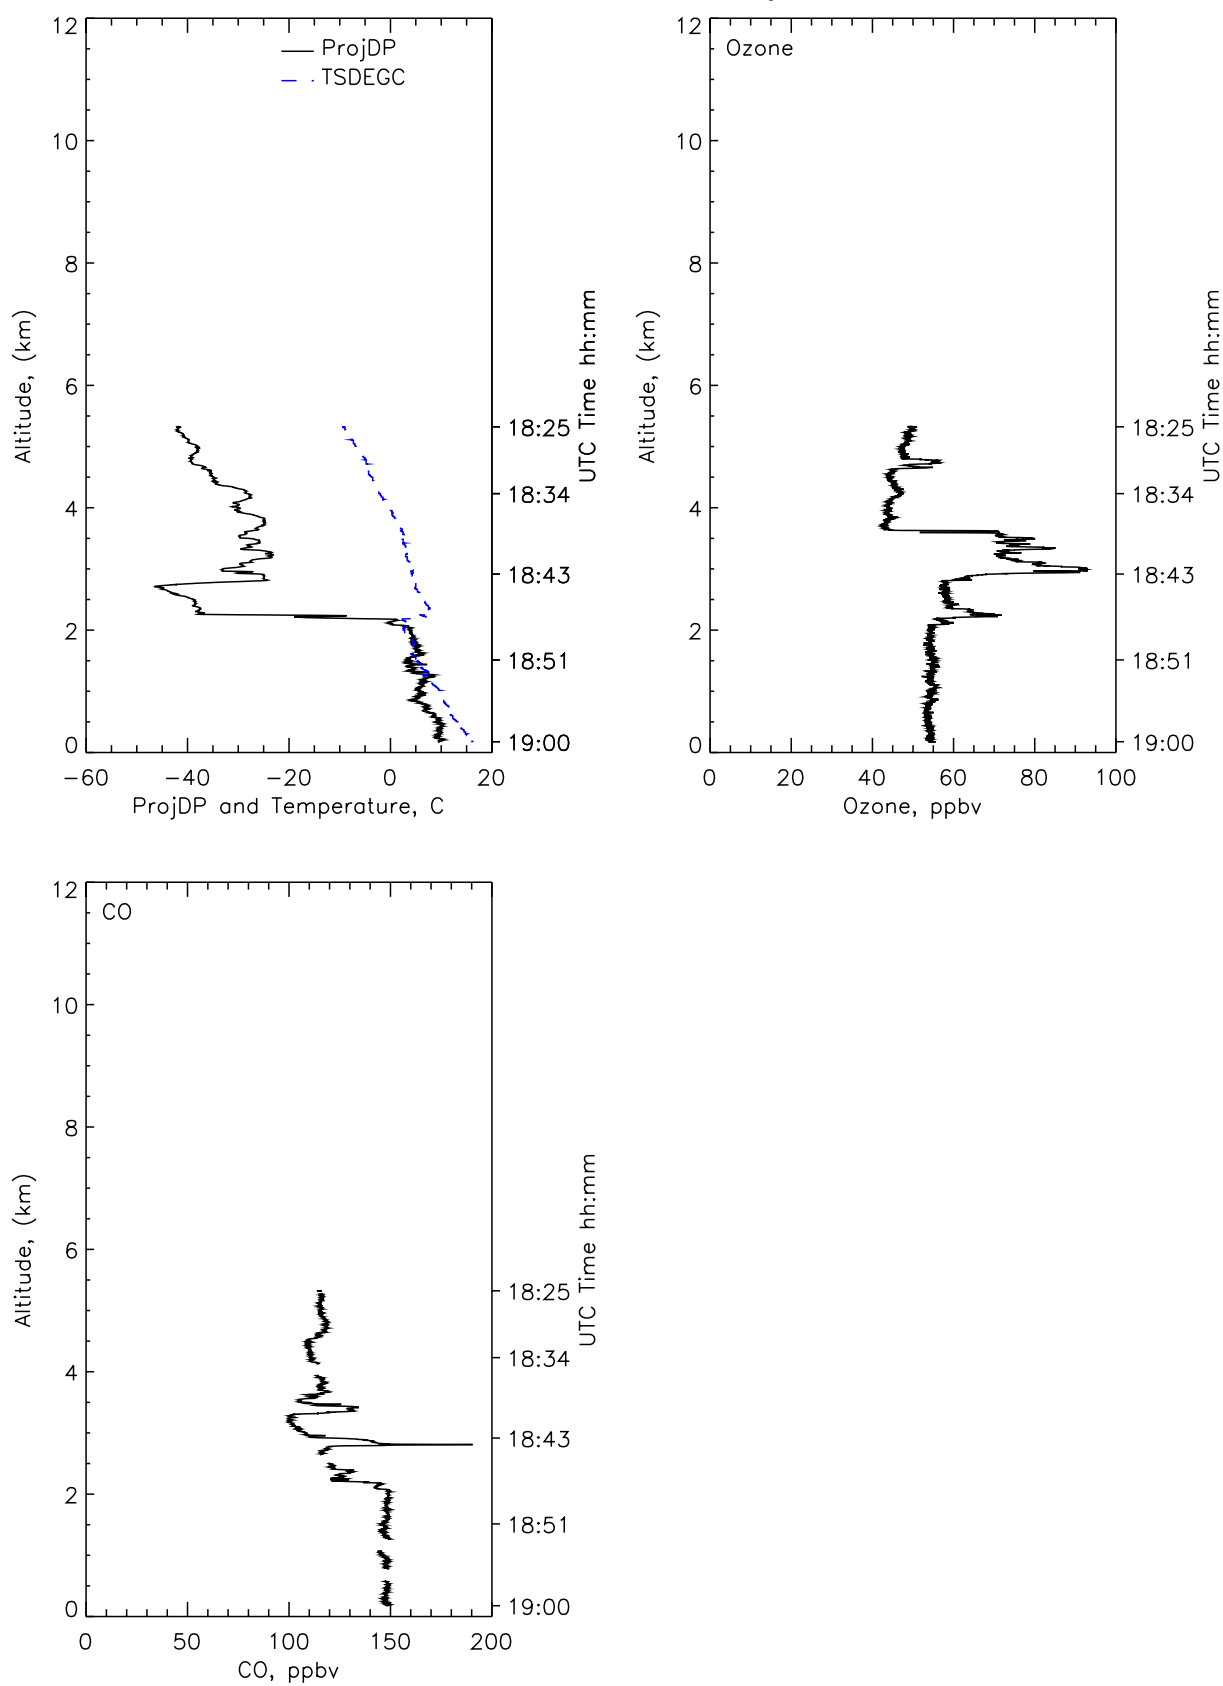 12
10
8
6
4
2
0
Altitude, (km)
ProjDP
TSDEGC
18:25
18:34
18:43
18:51
19:00
UTC Time hh:mm
−60 −40 −20 0 20
ProjDP and Temperature, C
12
10
8
6
4
2
0
Altitude, (km)
Ozone
18:25
18:34
18:43
18:51
19:00
UTC Time hh:mm
0 20 40 60 80 100
Ozone, ppbv
12
10
8
6
4
2
0
Altitude, (km)
CO
18:25
18:34
18:43
18:51
19:00
UTC Time hh:mm
0 50 100 150 200
CO, ppbv